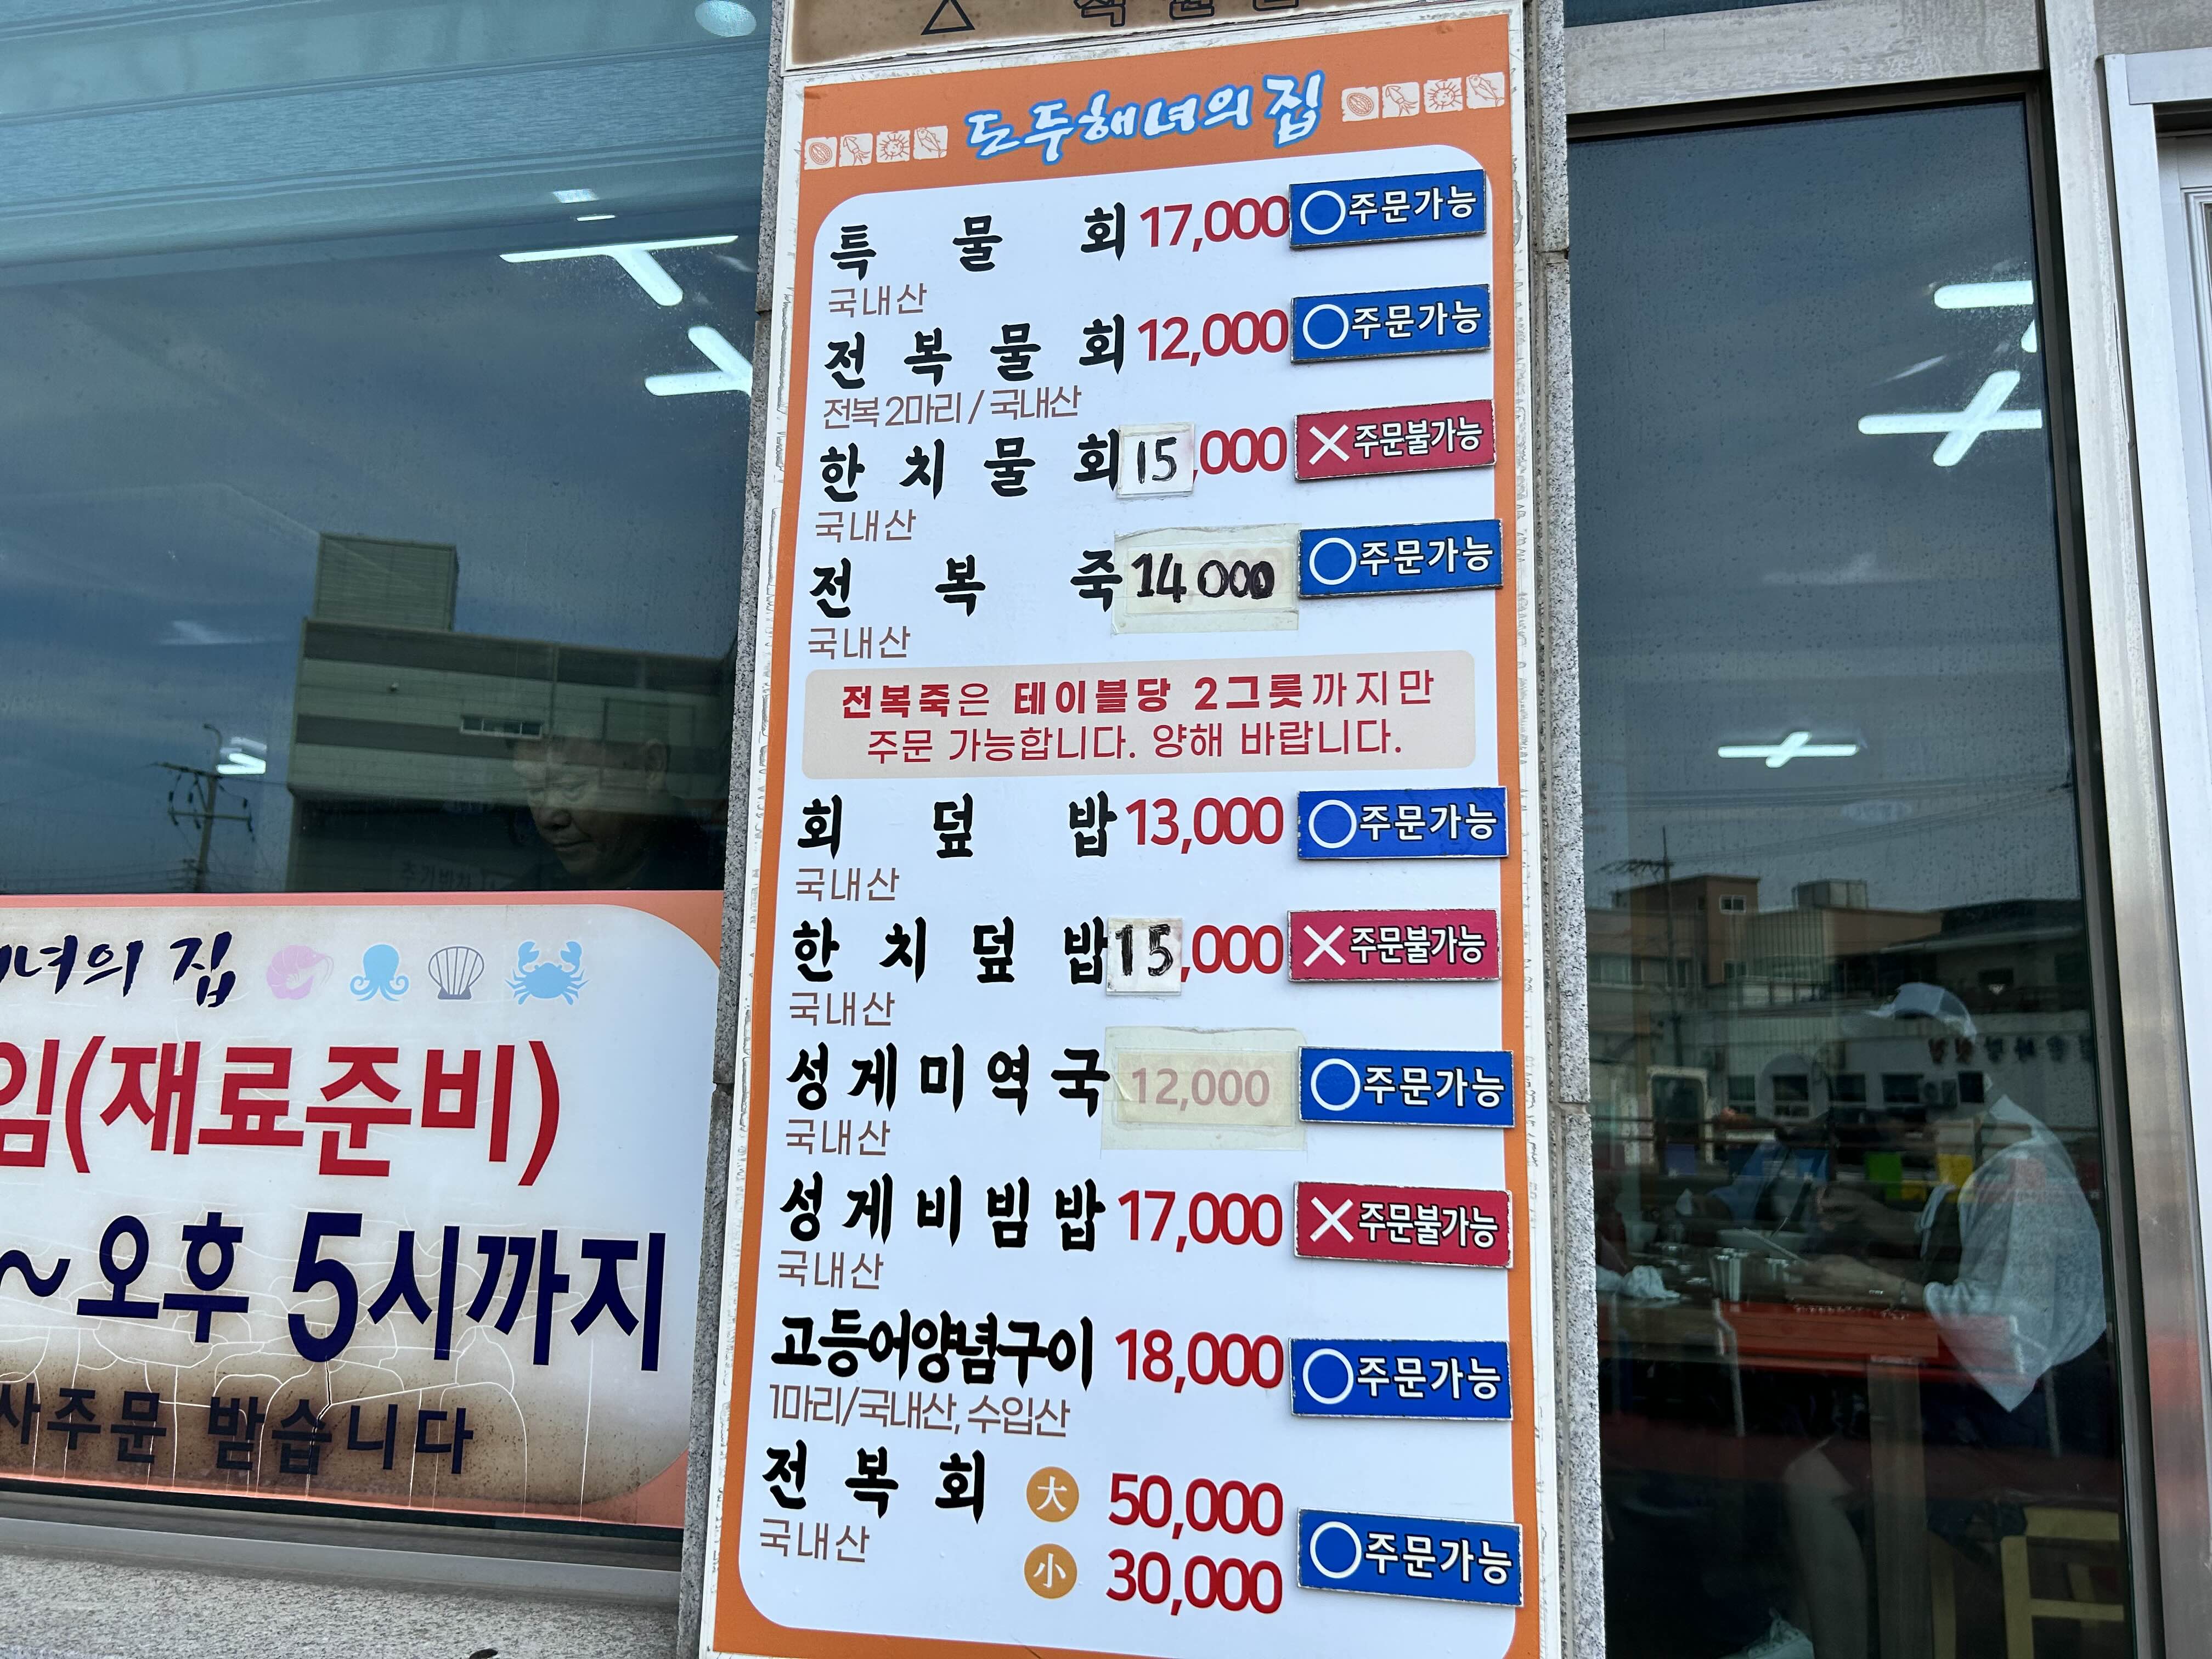 도두해녀의집
특물회 17,000 주문가능
국내산
전복물회 12,000 주문가능
전복 2마리 / 국내산
한치물회 15,000 주문불가능
국내산
전복죽 14000 주문가능
국내산
전복죽은 테이블당 2그릇까지만
주문 가능합니다. 양해 바랍니다.
회덮밥 13,000 주문가능
국내산
한치덮밥 15,000 주문불가능
국내산
성게미역국 12,000 주문가능
국내산
성게비빔밥 17,000 주문불가능
국내산
고등어양념구이 18,000 주문가능
1마리/국내산, 수입산
전복회 大 50,000 주문가능
국내산
小 30,000
녀의 집
임(재료준비)
~오후 5시까지
사주문 받습니다